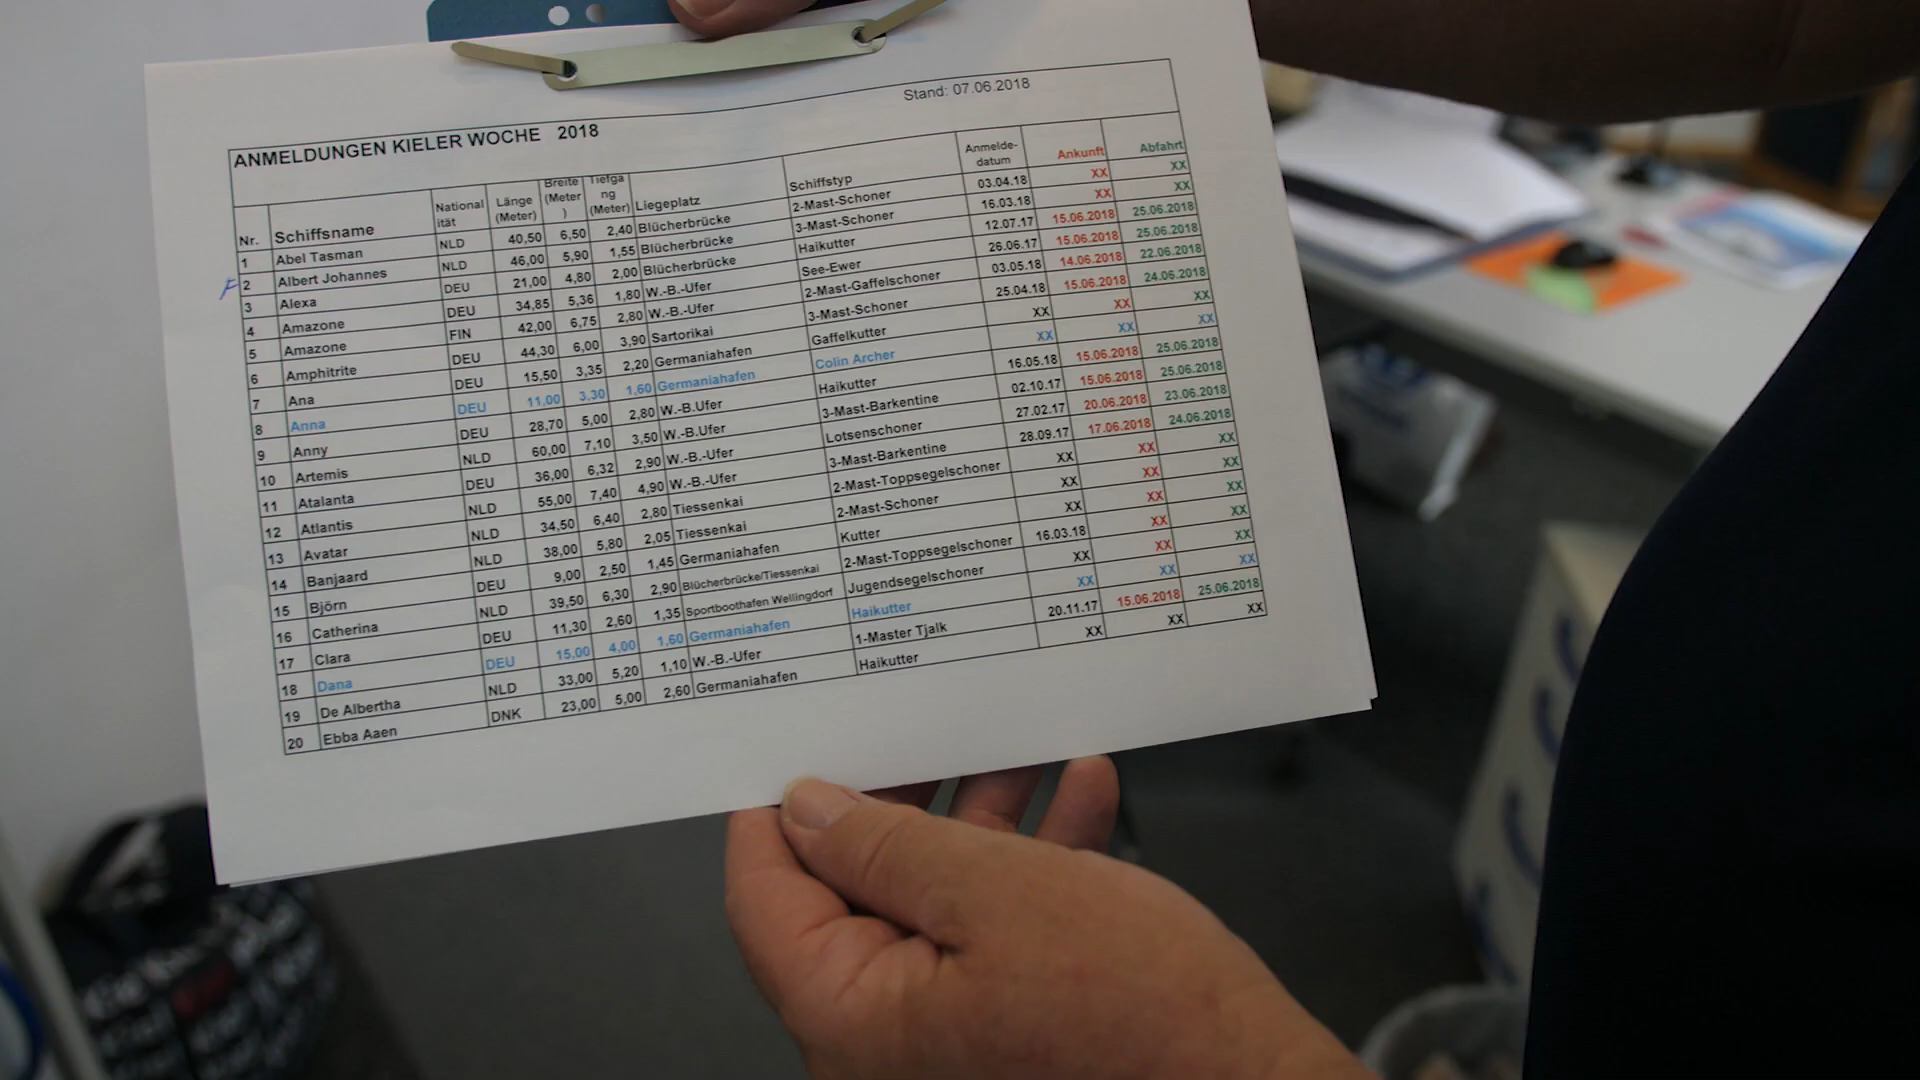 Stand: 07.06.2018
ANMELDUNGEN KIELER WOCHE 2018
Nr. Schiffsname Nationalität Länge (Meter) Breite (Meter) Tiefgang (Meter) Liegeplatz Schiffstyp Anmelde-datum Ankunft Abfahrt
1 Abel Tasman NLD 40,50 6,50 2,40 Blücherbrücke 2-Mast-Schoner 03.04.18 XX XX
2 Albert Johannes NLD 46,00 5,90 1,55 Blücherbrücke 3-Mast-Schoner 16.03.18 XX XX
3 Alexa DEU 21,00 4,80 2,00 Blücherbrücke Haikutter 12.07.17 15.06.2018 25.06.2018
4 Amazone DEU 34,85 5,36 1,80 W.-B.-Ufer See-Ewer 26.06.17 15.06.2018 25.06.2018
5 Amazone FIN 42,00 6,75 2,80 W.-B.-Ufer 2-Mast-Gaffelschoner 03.05.18 14.06.2018 22.06.2018
6 Amphitrite DEU 44,30 6,00 3,90 Sartorikai 3-Mast-Schoner 25.04.18 15.06.2018 24.06.2018
7 Ana DEU 15,50 3,35 2,20 Germaniahafen Gaffelkutter XX XX XX
8 Anna DEU 11,00 3,30 1,60 Germaniahafen Colin Archer XX XX XX
9 Anny DEU 28,70 5,00 2,80 W.-B.Ufer Haikutter 16.05.18 15.06.2018 25.06.2018
10 Artemis NLD 60,00 7,10 3,50 W.-B.Ufer 3-Mast-Barkentine 02.10.17 15.06.2018 25.06.2018
11 Atalanta DEU 36,00 6,32 2,90 W.-B.-Ufer Lotsenschoner 27.02.17 20.06.2018 23.06.2018
12 Atlantis NLD 55,00 7,40 4,90 W.-B.-Ufer 3-Mast-Barkentine 28.09.17 17.06.2018 24.06.2018
13 Avatar NLD 34,50 6,40 2,80 Tiessenkai 2-Mast-Toppsegelschoner XX XX XX
14 Banjaard NLD 38,00 5,80 2,05 Tiessenkai 2-Mast-Schoner XX XX XX
15 Björn DEU 9,00 2,50 1,45 Germaniahafen Kutter XX XX XX
16 Catherina NLD 39,50 6,30 2,90 Blücherbrücke/Tiessenkai 2-Mast-Toppsegelschoner 16.03.18 XX XX
17 Clara DEU 11,30 2,60 1,35 Sportboothafen Wellingdorf Jugendsegelschoner XX XX XX
18 Dana DEU 15,00 4,00 1,60 Germaniahafen Haikutter XX XX XX
19 De Albertha NLD 33,00 5,20 1,10 W.-B.-Ufer 1-Master Tjalk 20.11.17 15.06.2018 25.06.2018
20 Ebba Aaen DNK 23,00 5,00 2,60 Germaniahafen Haikutter XX XX XX